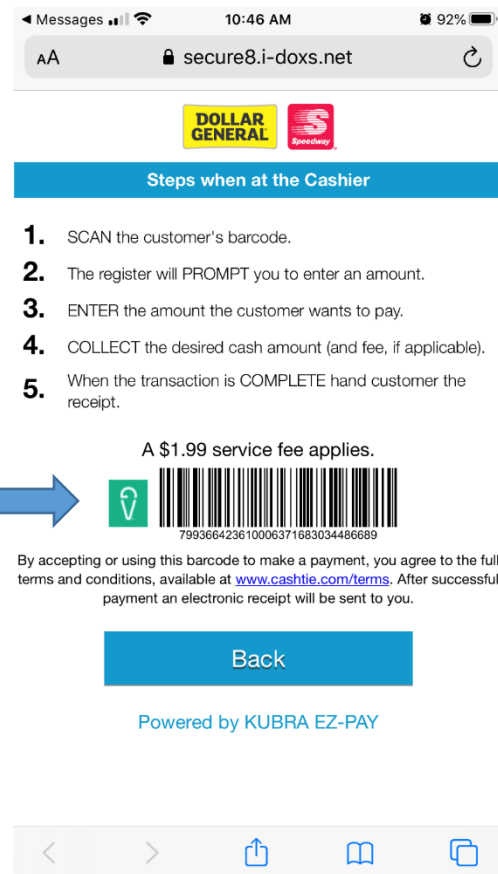 Messages
10:46 AM
92%
AA
secure8.i-doxs.net
DOLLAR
GENERAL
S
Speedway
Steps when at the Cashier
1. SCAN the customer's barcode.
2. The register will PROMPT you to enter an amount.
3. ENTER the amount the customer wants to pay.
4. COLLECT the desired cash amount (and fee, if applicable).
5. When the transaction is COMPLETE hand customer the
receipt.
A $1.99 service fee applies.
79936642361000637168303448​6689
By accepting or using this barcode to make a payment, you agree to the full
terms and conditions, available at www.cashtie.com/terms. After successful
payment an electronic receipt will be sent to you.
Back
Powered by KUBRA EZ-PAY